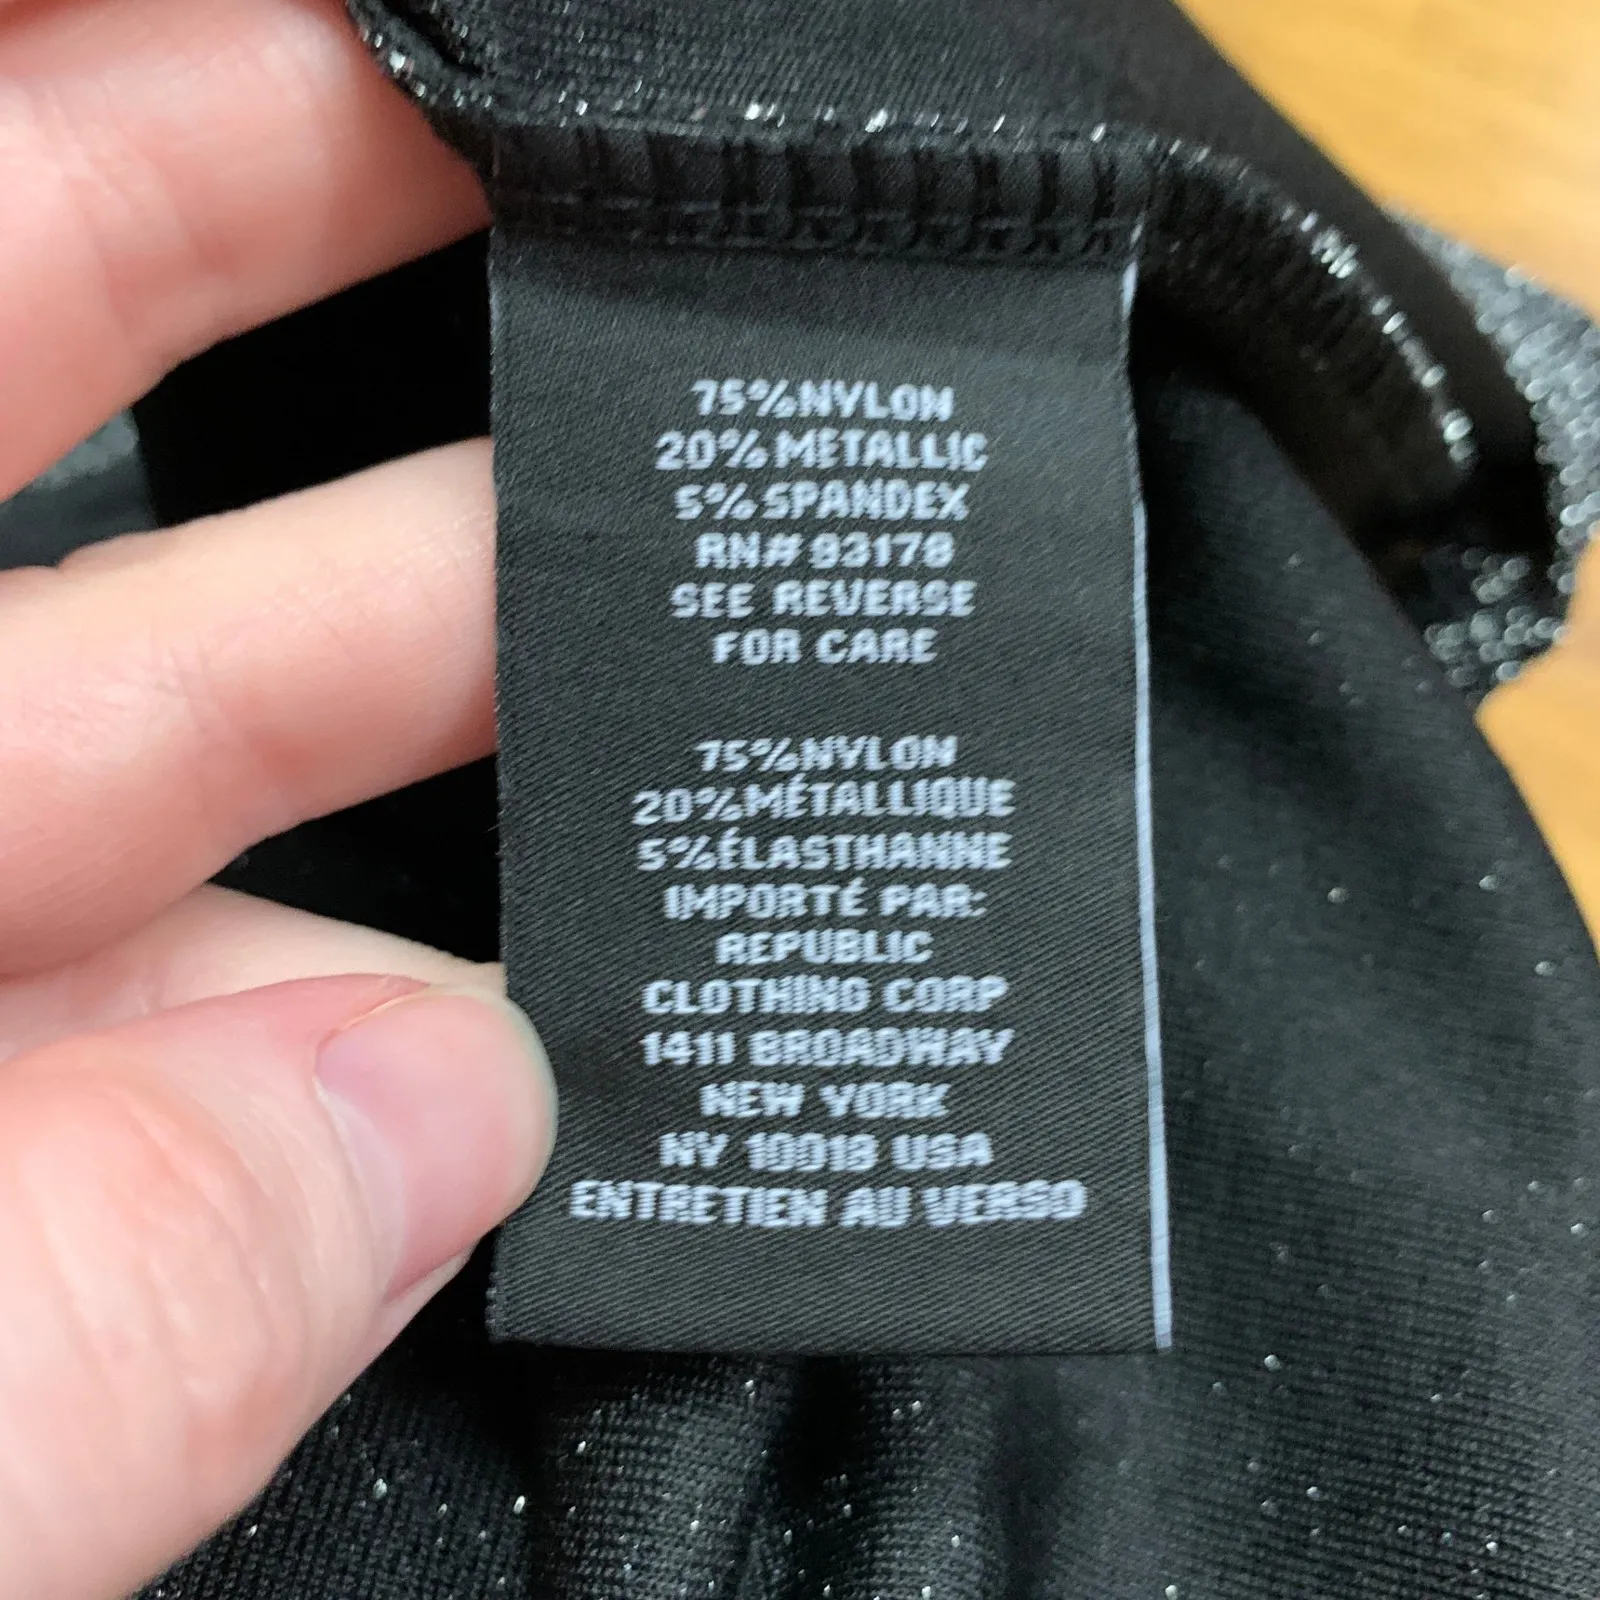 75%NYLON
20%METALLIC
5%SPANDEX
RN# 93178
SEE REVERSE
FOR CARE
75%NYLON
20%MÉTALLIQUE
5%ÉLASTHANNE
IMPORTÉ PAR:
REPUBLIC
CLOTHING CORP
1411 BROADWAY
NEW YORK
NY 10018 USA
ENTRETIEN AU VERSO